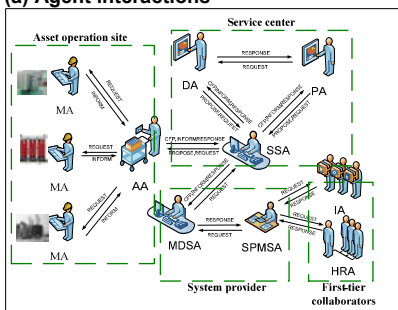 (a) Agent interactions
Service center
Asset operation site
RESPONSE
REQUEST
DA
PA
MA
REQUEST
INFORM
CFP,INFORM,RESPONSE
PROPOSE,REQUEST
CFP,INFORM,RESPONSE
PROPOSE,REQUEST
REQUEST
INFORM
CFP,INFORM,RESPONSE
PROPOSE,REQUEST
SSA
MA
AA
CFP,INFORM,RESPONSE
REQUEST
REQUEST
INFORM
REQUEST
RESPONSE
IA
RESPONSE
REQUEST
REQUEST
RESPONSE
MA
MDSA
SPMSA
HRA
System provider
First-tier
collaborators